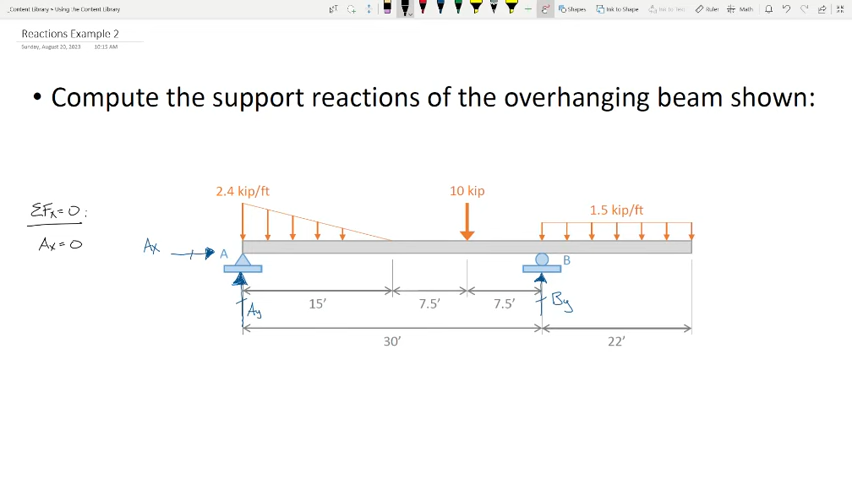 _Content Library > Using the Content Library
Shapes
Ink to Shape
Ink to Text
Ruler
Math
Reactions Example 2
Sunday, August 20, 2023 10:13 AM
• Compute the support reactions of the overhanging beam shown:
2.4 kip/ft
10 kip
1.5 kip/ft
ΣFx=0:
Ax=0
Ax
A
B
Ay
By
15'
7.5'
7.5'
30'
22'